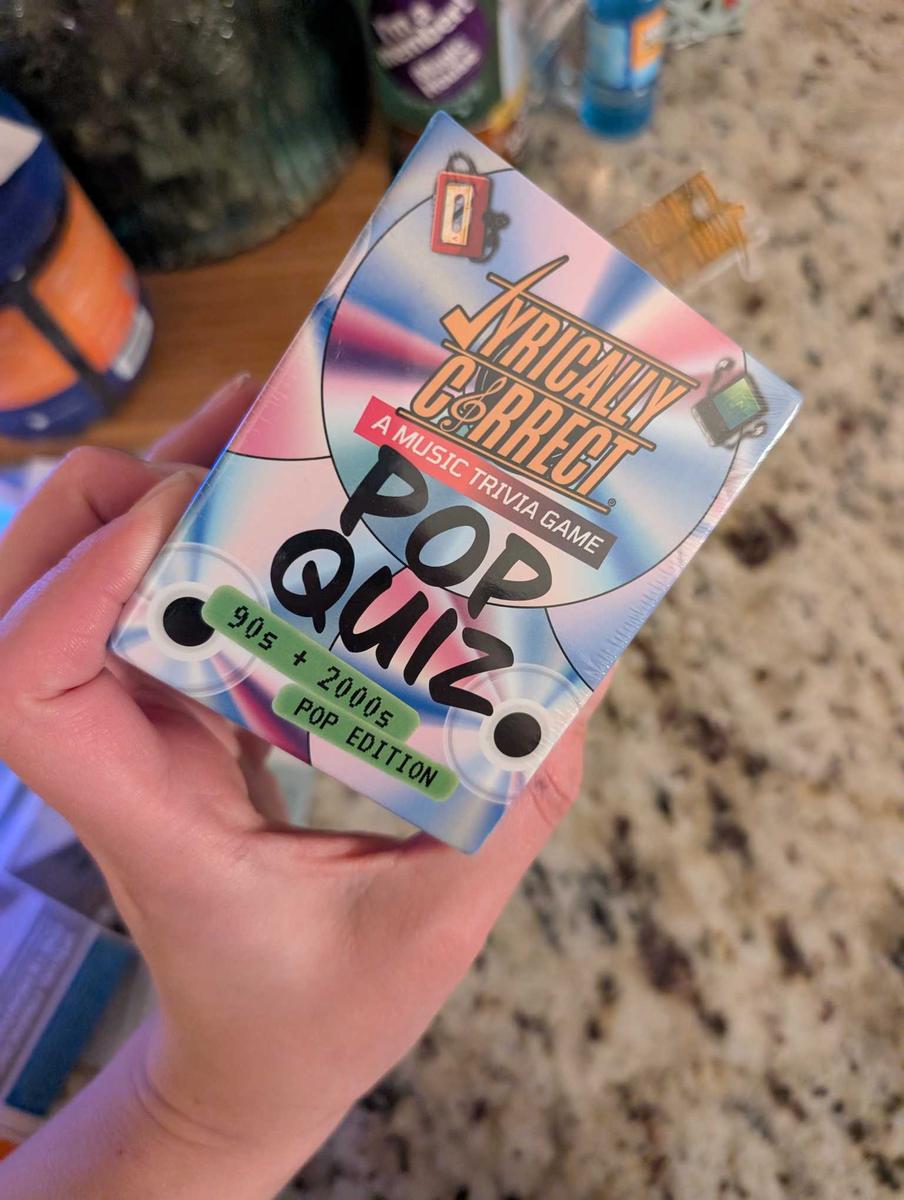 I'm a
LYRICALLY
CORRECT®
A MUSIC TRIVIA GAME
POP
QUIZ
90s + 2000s
POP EDITION